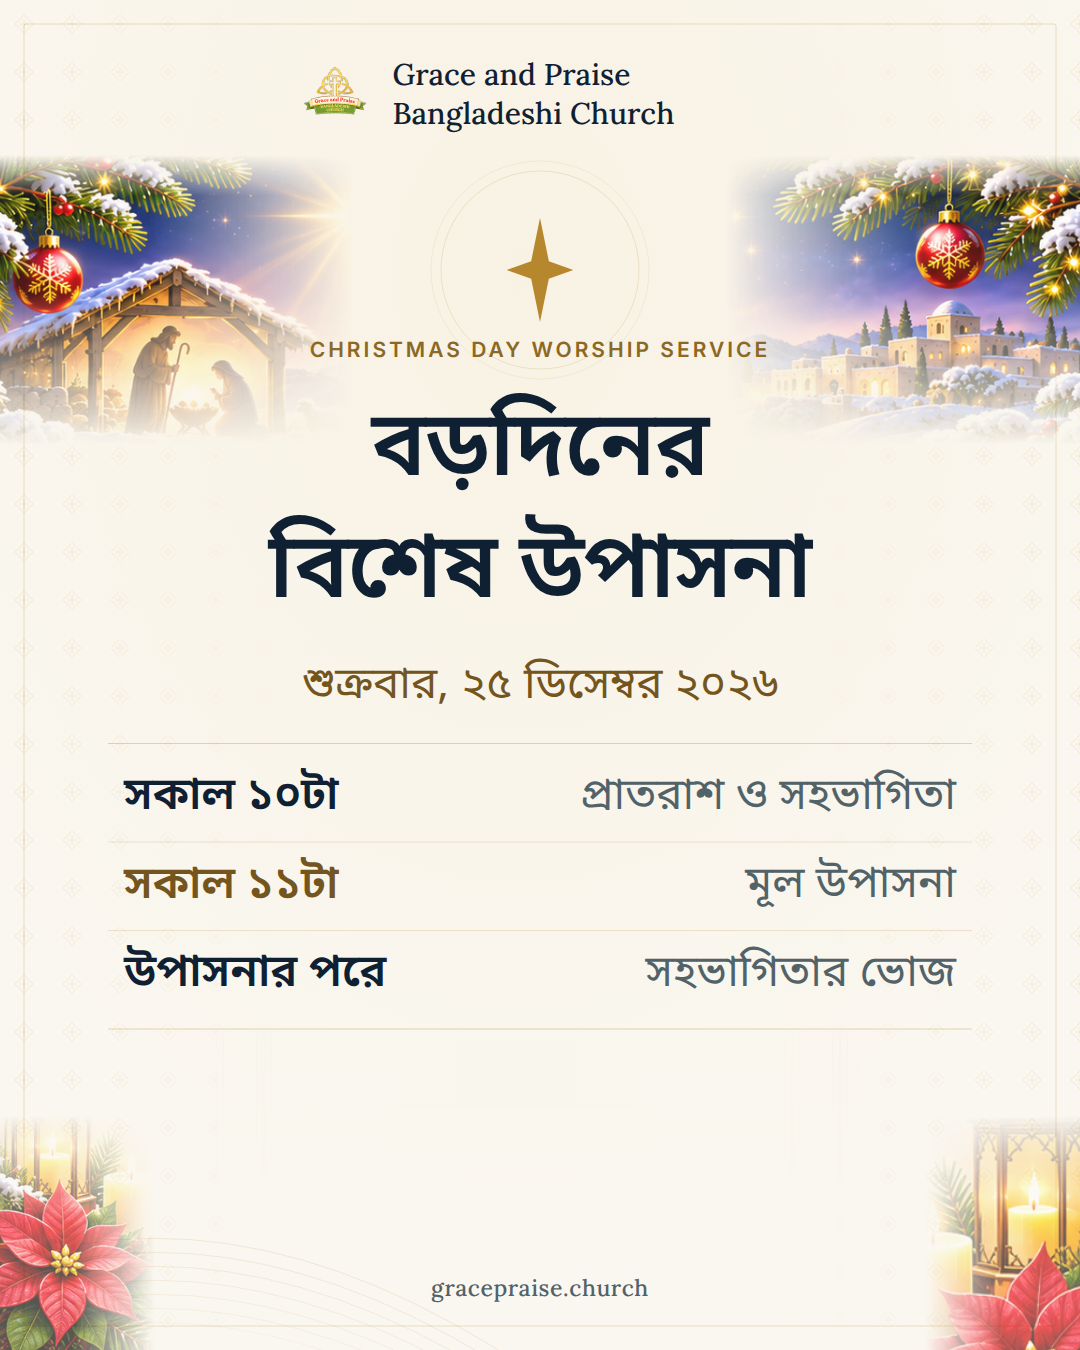 Grace and Praise
Bangladeshi Church
CHRISTMAS DAY WORSHIP SERVICE
বড়দিনের
বিশেষ উপাসনা
শুক্রবার, ২৫ ডিসেম্বর ২০২৬
সকাল ১০টা প্রাতরাশ ও সহভাগিতা
সকাল ১১টা মূল উপাসনা
উপাসনার পরে সহভাগিতার ভোজ
gracepraise.church